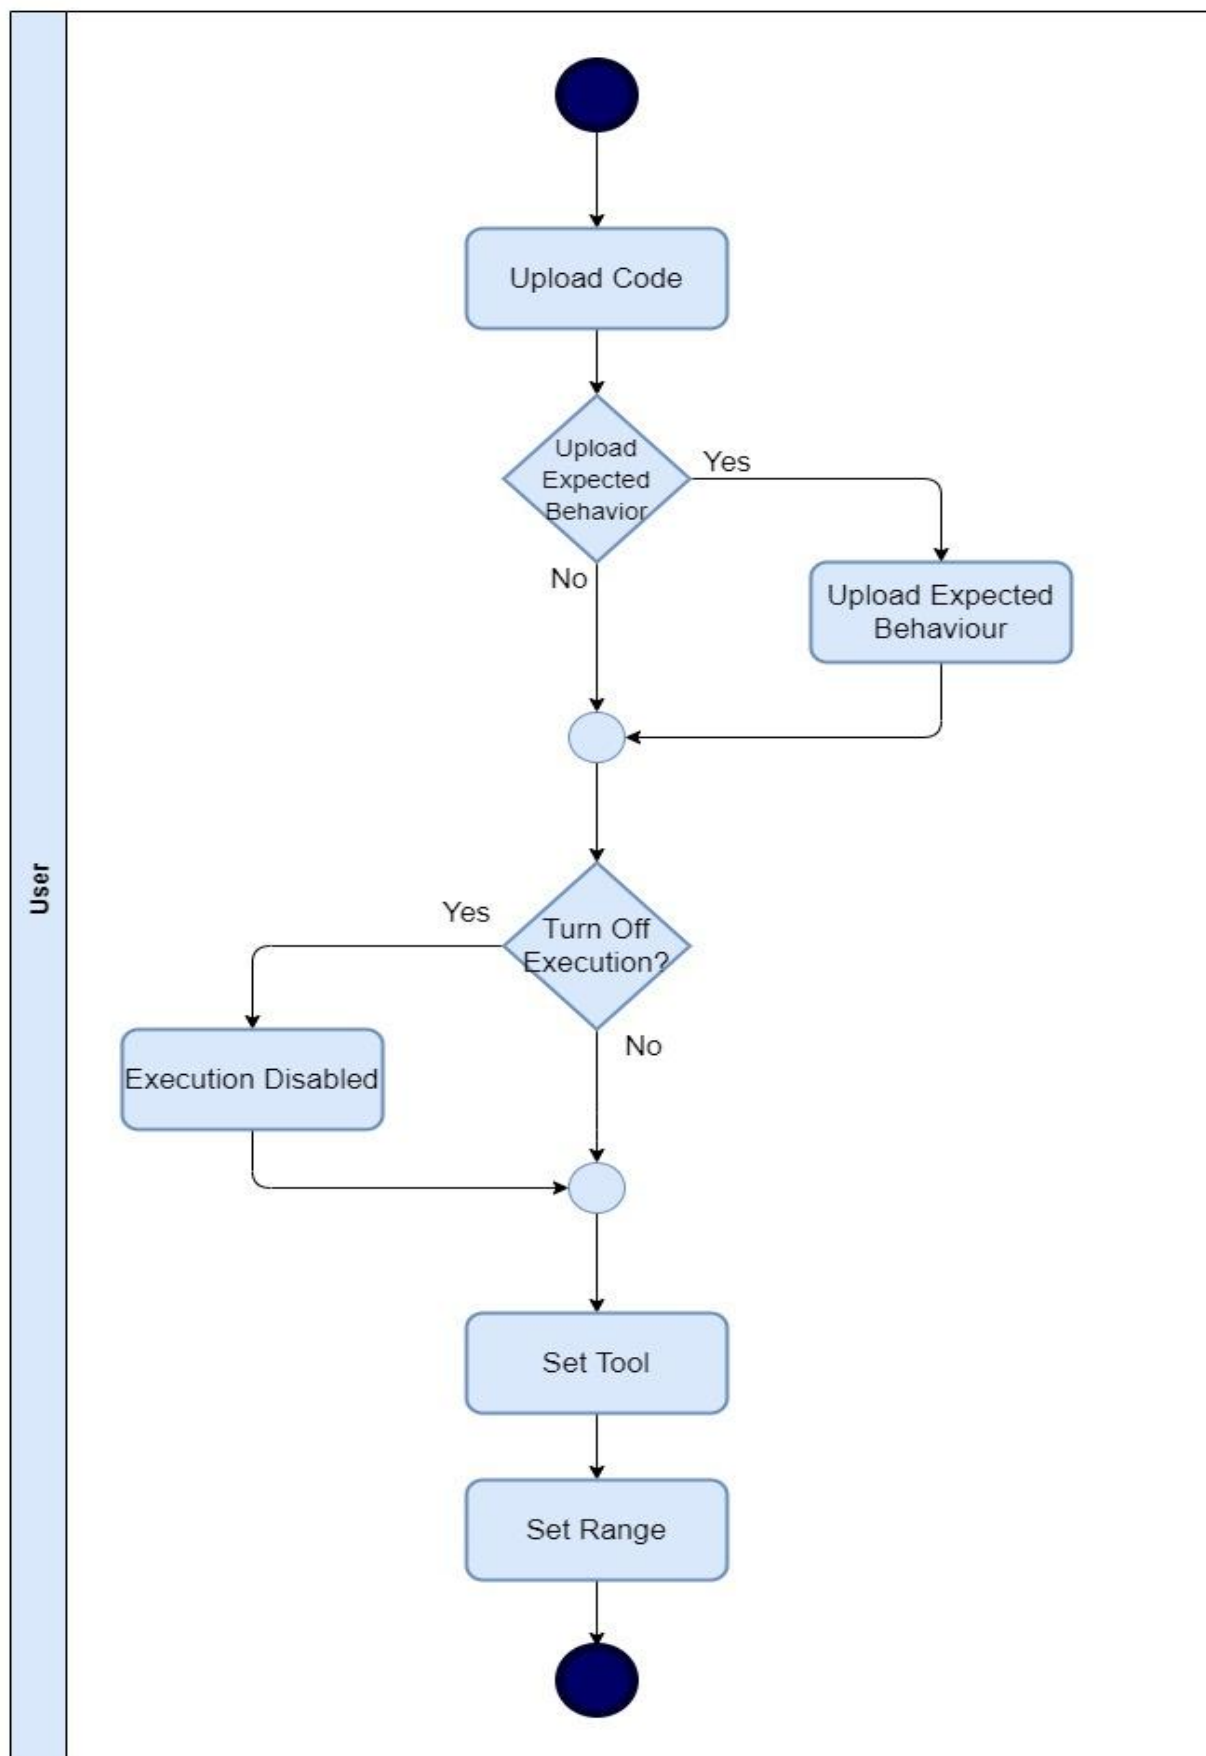 User
Upload Code
Upload
Expected
Behavior
Yes
No
Upload Expected
Behaviour
Turn Off
Execution?
Yes
No
Execution Disabled
Set Tool
Set Range